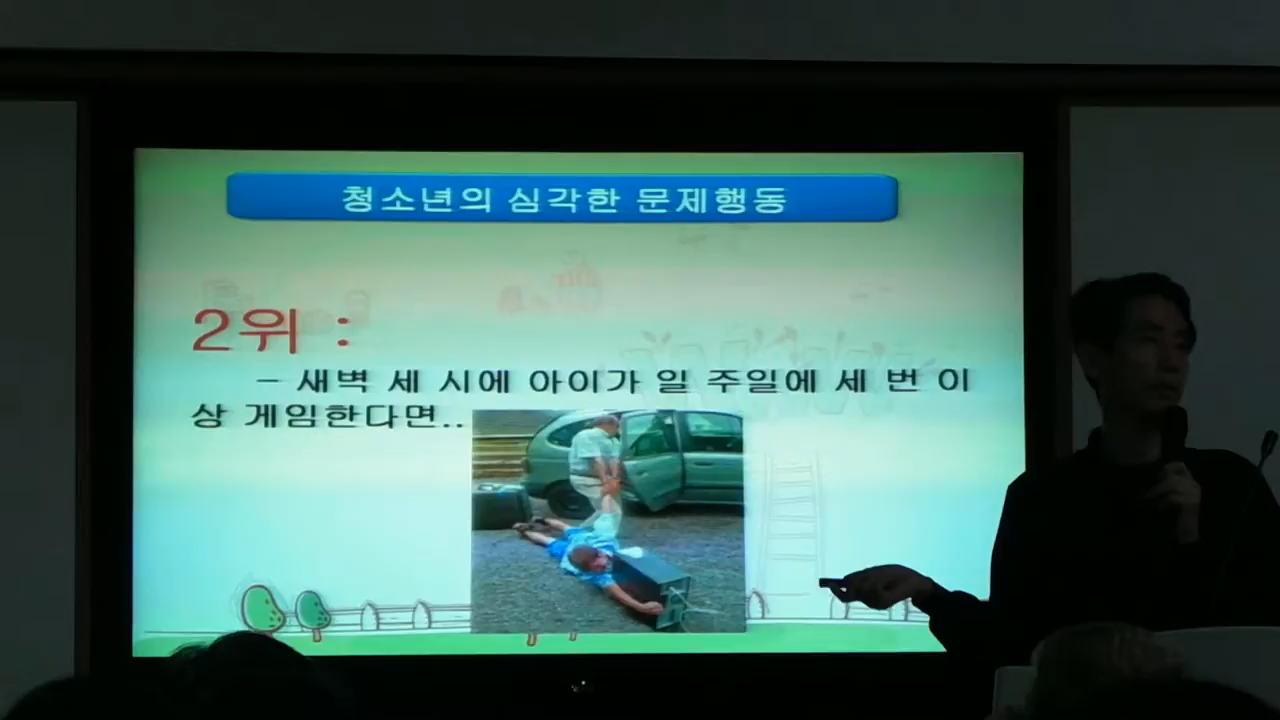 청소년의 심각한 문제행동
2위 :
- 새벽 세 시에 아이가 일 주일에 세 번 이
상 게임한다면..